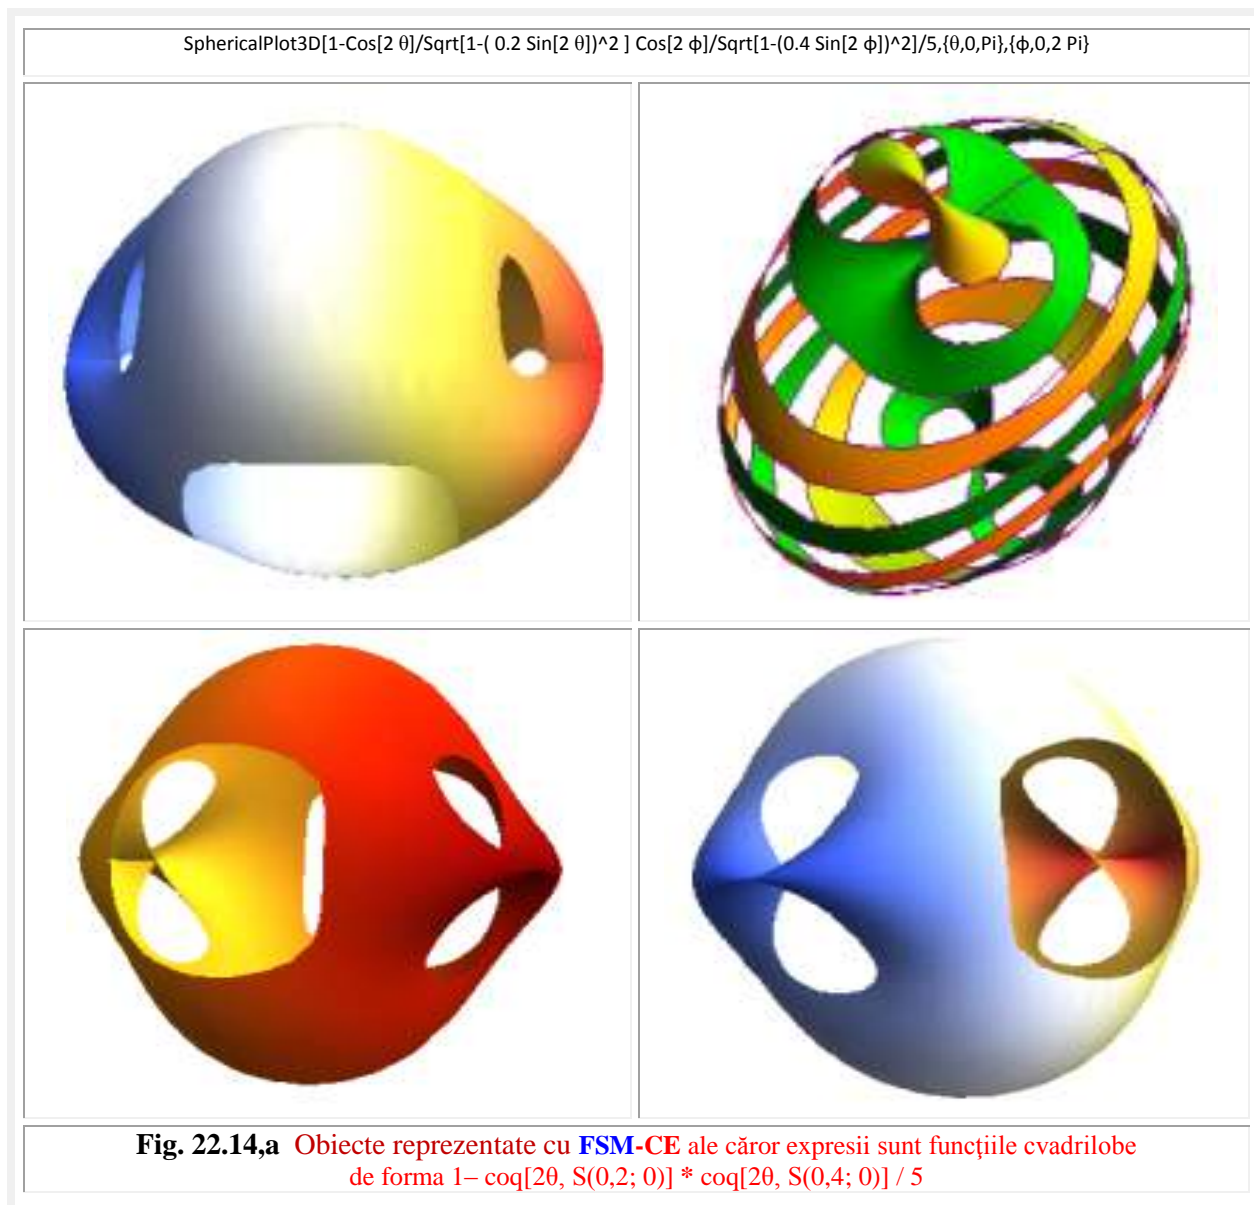 SphericalPlot3D[1-Cos[2 θ]/Sqrt[1-( 0.2 Sin[2 θ])^2 ] Cos[2 ϕ]/Sqrt[1-(0.4 Sin[2 ϕ])^2]/5,{θ,0,Pi},{ϕ,0,2 Pi}
Fig. 22.14,a Obiecte reprezentate cu FSM-CE ale căror expresii sunt funcţiile cvadrilobe
de forma 1– coq[2θ, S(0,2; 0)] * coq[2θ, S(0,4; 0)] / 5